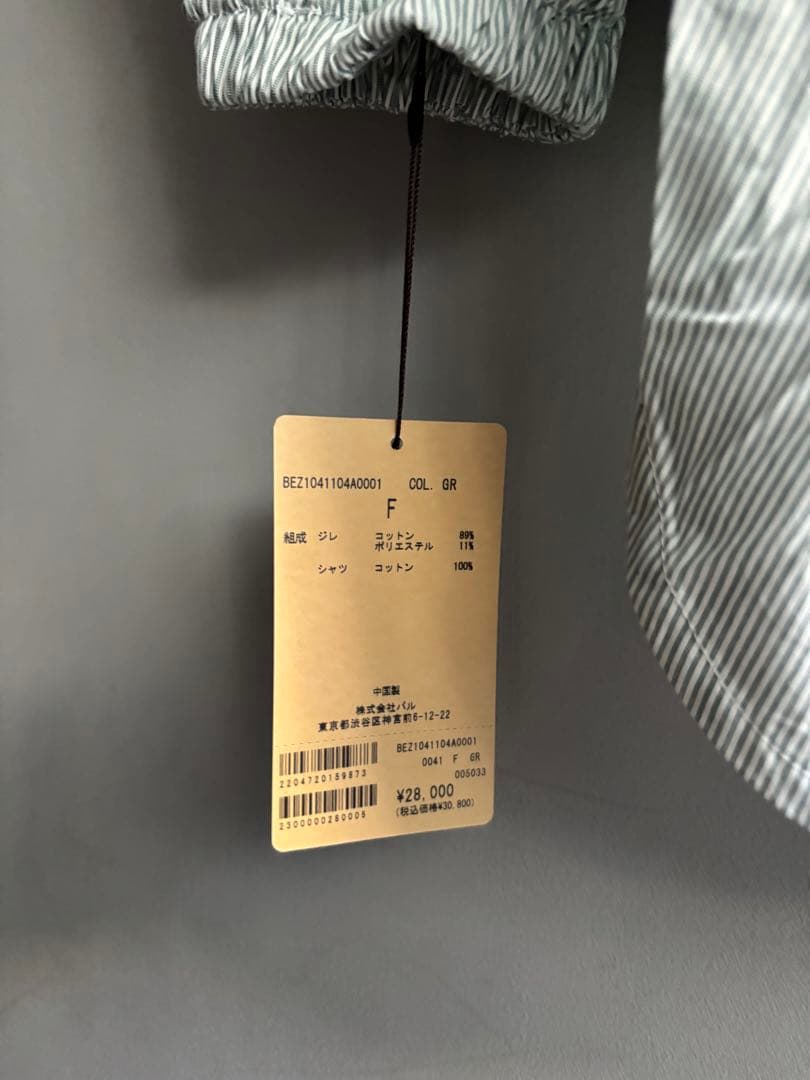 BEZ1041104A0001 COL. GR
F
組成 ジレ コットン 89%
ポリエステル 11%
シャツ コットン 100%
中国製
株式会社パル
東京都渋谷区神宮前6-12-22
BEZ1041104A0001
0041 F GR
005033
2204720159873
¥28,000
(税込価格¥30,800)
2300000280005